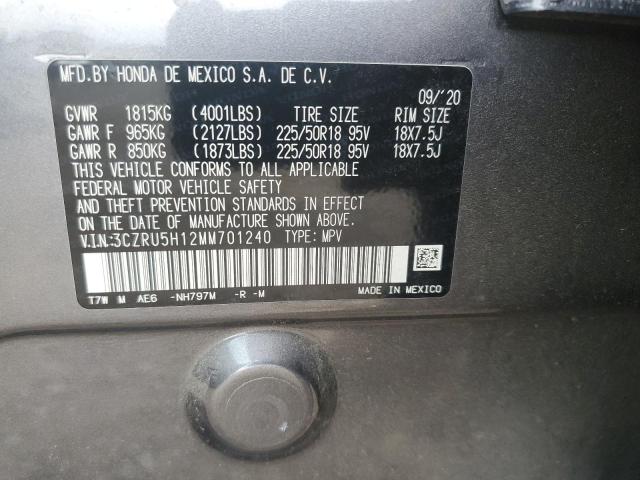 MFD.BY HONDA DE MEXICO S.A. DE C.V.
09/'20
GVWR 1815KG (4001LBS) TIRE SIZE RIM SIZE
GAWR F 965KG (2127LBS) 225/50R18 95V 18X7.5J
GAWR R 850KG (1873LBS) 225/50R18 95V 18X7.5J
THIS VEHICLE CONFORMS TO ALL APPLICABLE
FEDERAL MOTOR VEHICLE SAFETY
AND THEFT PREVENTION STANDARDS IN EFFECT
ON THE DATE OF MANUFACTURE SHOWN ABOVE.
V.I.N:3CZRU5H12MM701240 TYPE: MPV
T7W M AE6 -NH797M -R -M MADE IN MEXICO